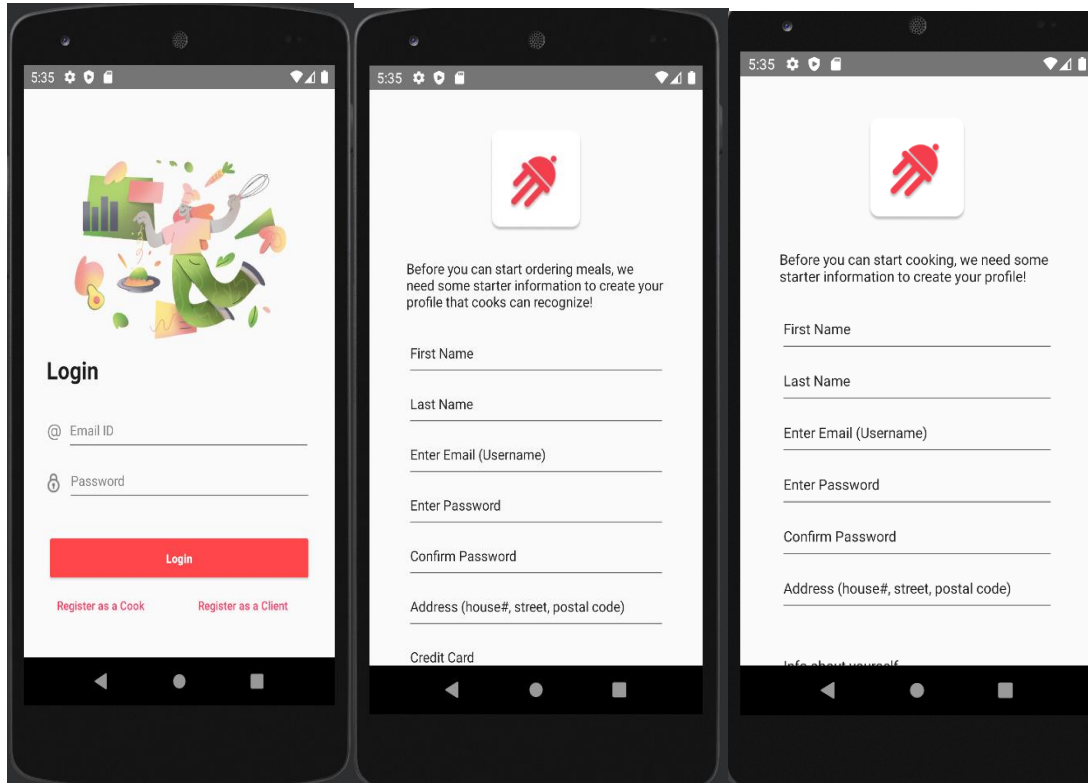 5:35
Login
@ Email ID
Password
Login
Register as a Cook
Register as a Client
5:35
Before you can start ordering meals, we
need some starter information to create your
profile that cooks can recognize!
First Name
Last Name
Enter Email (Username)
Enter Password
Confirm Password
Address (house#, street, postal code)
Credit Card
5:35
Before you can start cooking, we need some
starter information to create your profile!
First Name
Last Name
Enter Email (Username)
Enter Password
Confirm Password
Address (house#, street, postal code)
Info about yourself